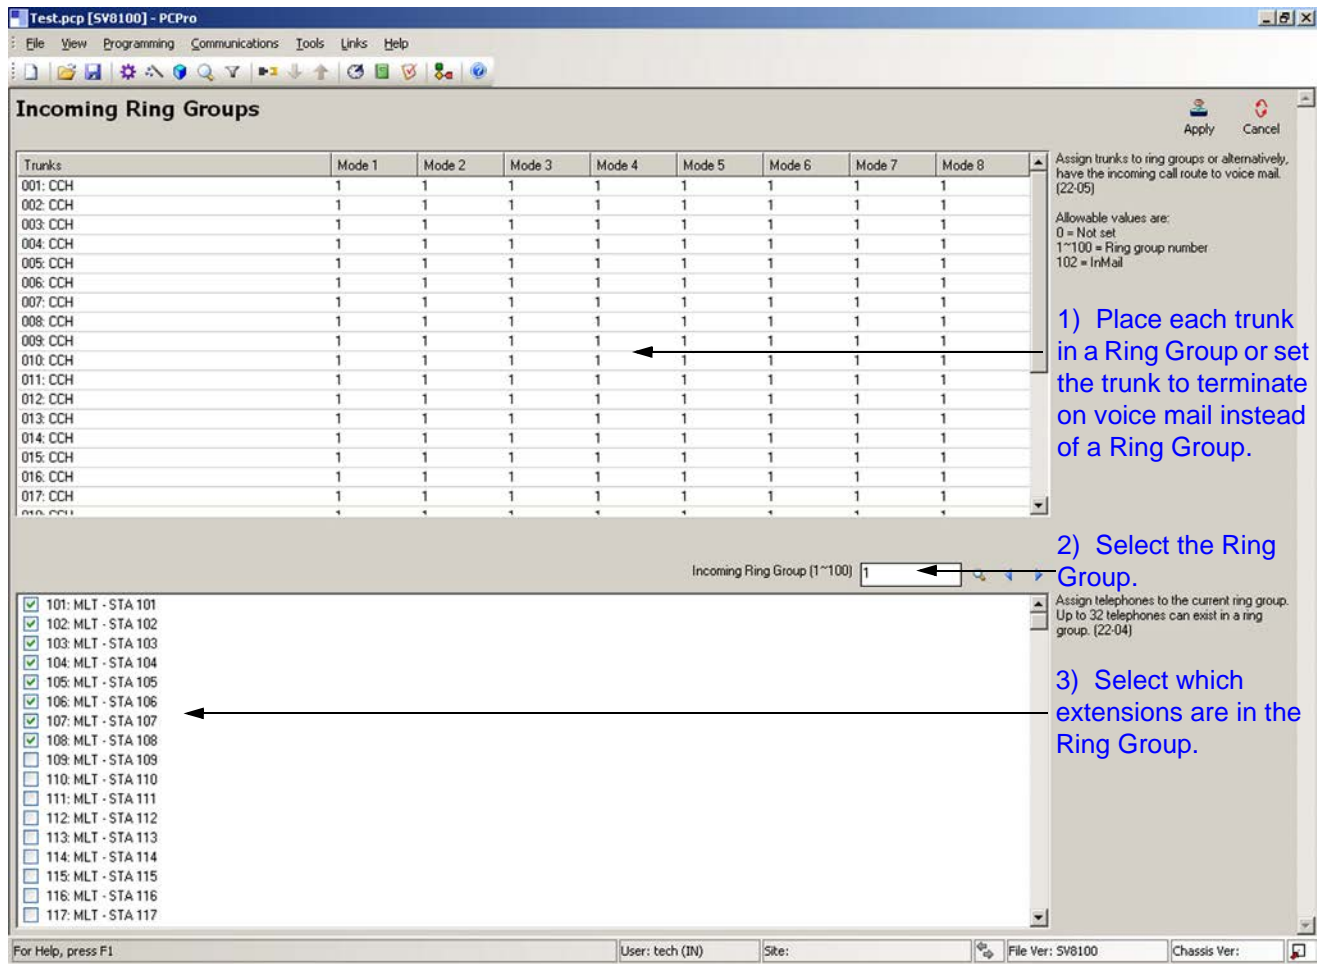 Test.pcp [SV8100] - PCPro
File View Programming Communications Tools Links Help
Incoming Ring Groups
Apply Cancel
Trunks Mode 1 Mode 2 Mode 3 Mode 4 Mode 5 Mode 6 Mode 7 Mode 8
001: CCH 1 1 1 1 1 1 1 1
002: CCH 1 1 1 1 1 1 1 1
003: CCH 1 1 1 1 1 1 1 1
004: CCH 1 1 1 1 1 1 1 1
005: CCH 1 1 1 1 1 1 1 1
006: CCH 1 1 1 1 1 1 1 1
007: CCH 1 1 1 1 1 1 1 1
008: CCH 1 1 1 1 1 1 1 1
009: CCH 1 1 1 1 1 1 1 1
010: CCH 1 1 1 1 1 1 1 1
011: CCH 1 1 1 1 1 1 1 1
012: CCH 1 1 1 1 1 1 1 1
013: CCH 1 1 1 1 1 1 1 1
014: CCH 1 1 1 1 1 1 1 1
015: CCH 1 1 1 1 1 1 1 1
016: CCH 1 1 1 1 1 1 1 1
017: CCH 1 1 1 1 1 1 1 1
Assign trunks to ring groups or alternatively,
have the incoming call route to voice mail.
(22-05)
Allowable values are:
0 = Not set
1~100 = Ring group number
102 = InMail
1) Place each trunk
in a Ring Group or set
the trunk to terminate
on voice mail instead
of a Ring Group.
2) Select the Ring
Group.
Incoming Ring Group (1~100) 1
Assign telephones to the current ring group.
Up to 32 telephones can exist in a ring
group. (22-04)
3) Select which
extensions are in the
Ring Group.
101: MLT - STA 101
102: MLT - STA 102
103: MLT - STA 103
104: MLT - STA 104
105: MLT - STA 105
106: MLT - STA 106
107: MLT - STA 107
108: MLT - STA 108
109: MLT - STA 109
110: MLT - STA 110
111: MLT - STA 111
112: MLT - STA 112
113: MLT - STA 113
114: MLT - STA 114
115: MLT - STA 115
116: MLT - STA 116
117: MLT - STA 117
For Help, press F1 User: tech (IN) Site: File Ver: SV8100 Chassis Ver: